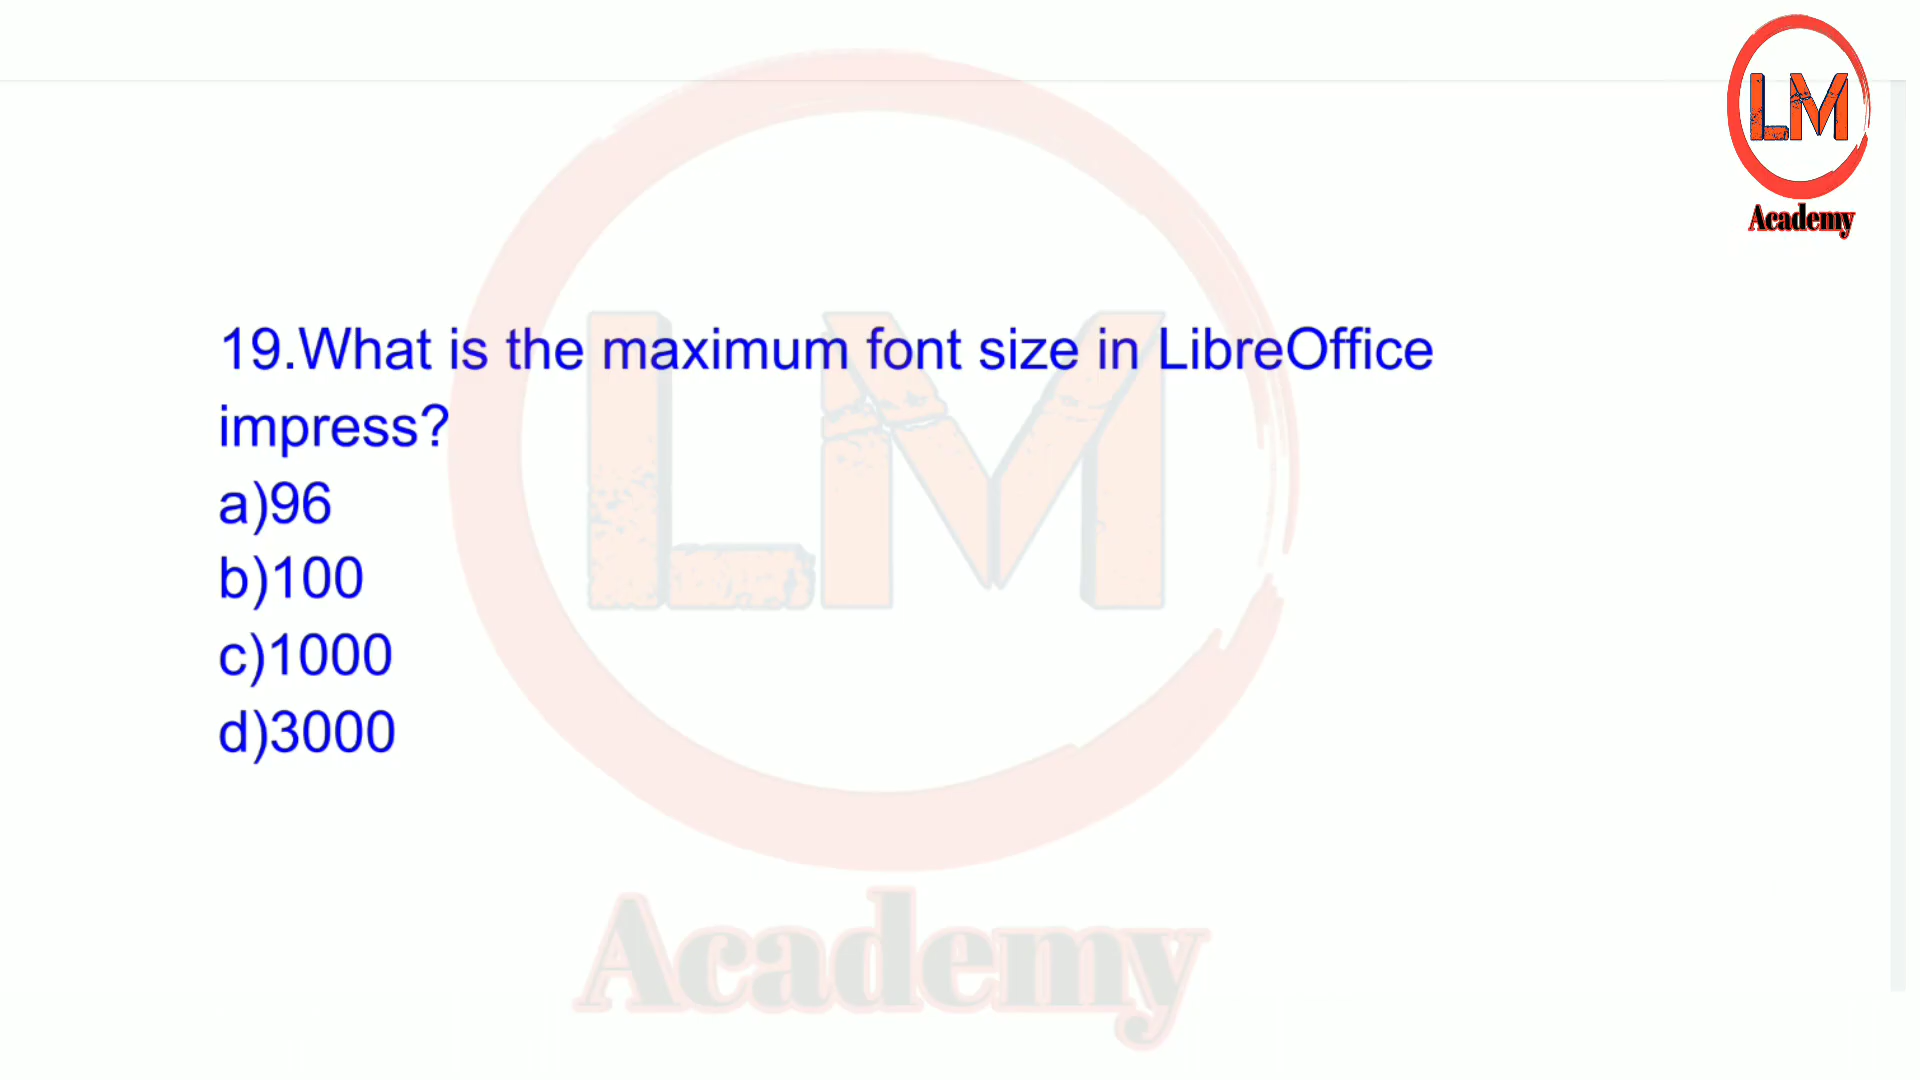 LM
Academy
19.What is the maximum font size in LibreOffice
impress?
a)96
b)100
c)1000
d)3000
LM
Academy